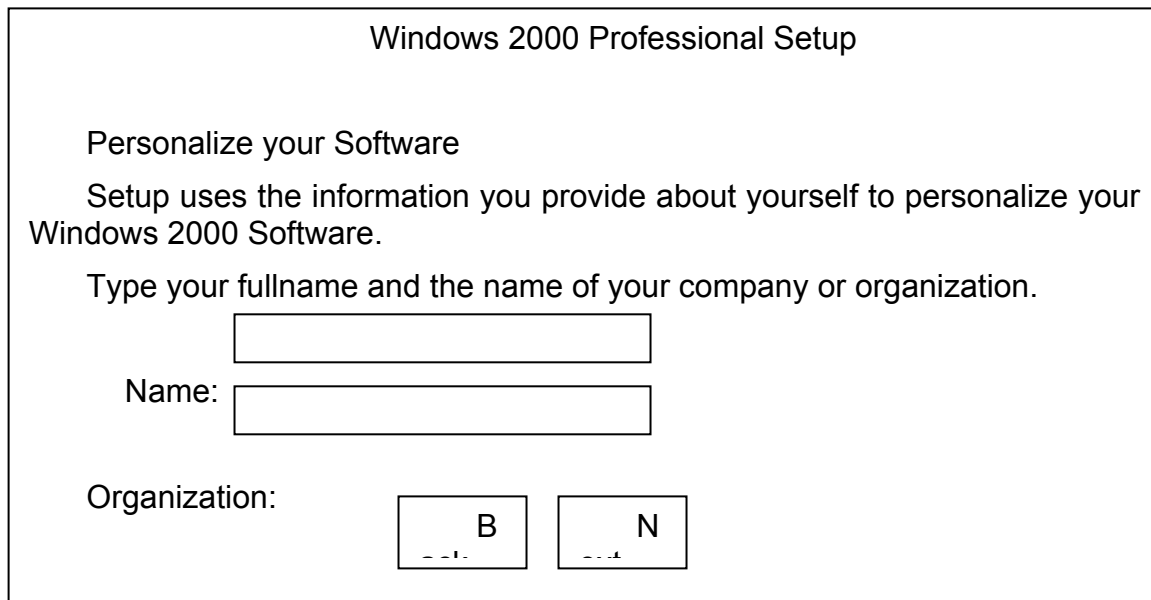 Windows 2000 Professional Setup
Personalize your Software
Setup uses the information you provide about yourself to personalize your
Windows 2000 Software.
Type your fullname and the name of your company or organization.
Name:
Organization:
B
N